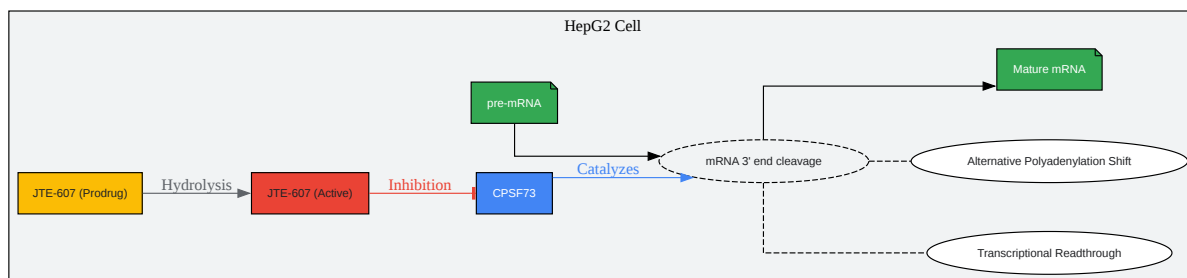 HepG2 Cell
Mature mRNA
pre-mRNA
mRNA 3' end cleavage
Alternative Polyadenylation Shift
Catalyzes
JTE-607 (Prodrug)
Hydrolysis
JTE-607 (Active)
Inhibition
CPSF73
Transcriptional Readthrough